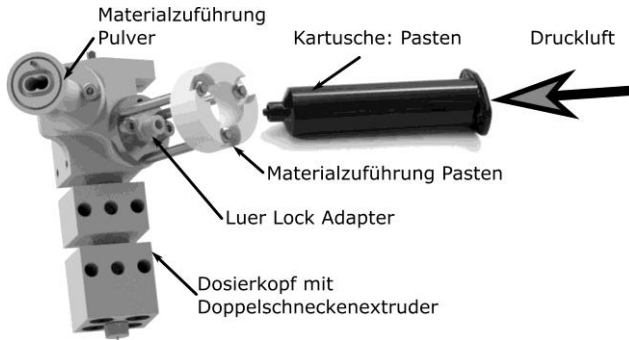 Materialzuführung
Pulver
Kartusche: Pasten
Druckluft
Materialzuführung Pasten
Luer Lock Adapter
Dosierkopf mit
Doppelschneckenextruder